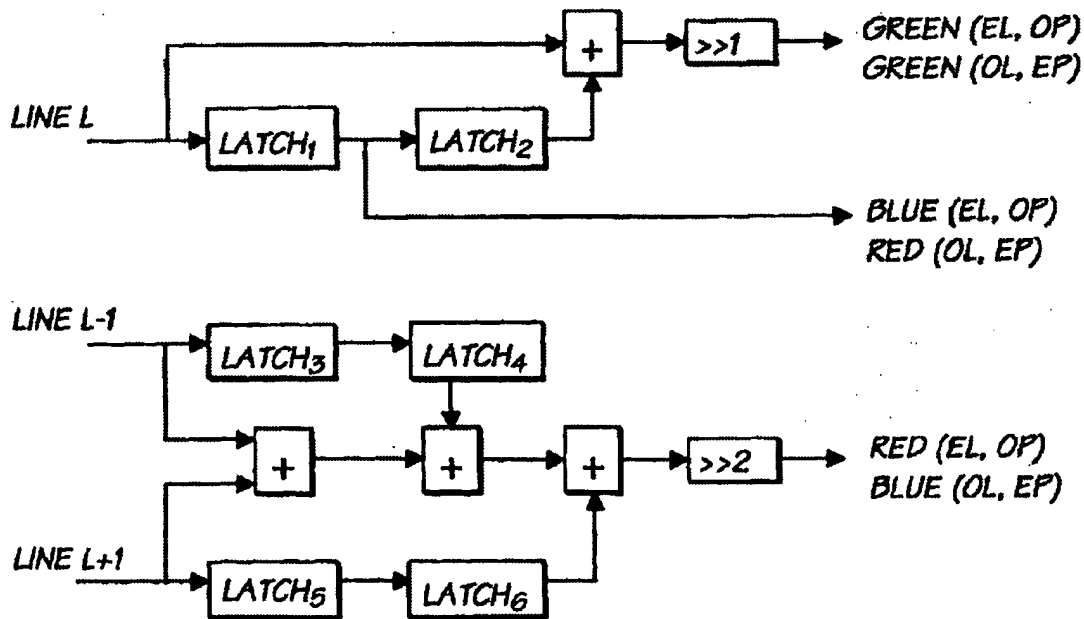 GREEN (EL, OP)
GREEN (OL, EP)
+
>>1
LINE L
LATCH₁
LATCH₂
BLUE (EL, OP)
RED (OL, EP)
LINE L-1
LATCH₃
LATCH₄
+
+
+
>>2
RED (EL, OP)
BLUE (OL, EP)
LINE L+1
LATCH₅
LATCH₆